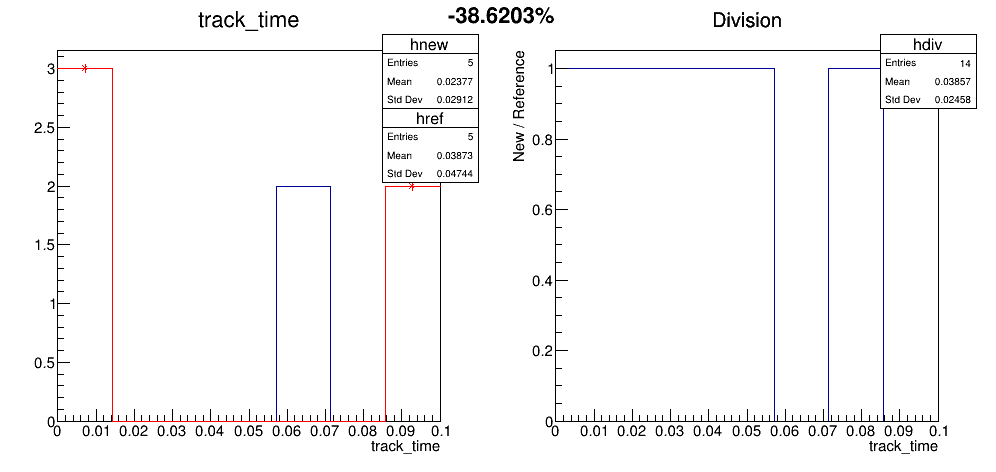 -38.6203%
track_time
hnew
Entries 5
Mean 0.02377
Std Dev 0.02912
href
Entries 5
Mean 0.03873
Std Dev 0.04744
3
2.5
2
1.5
1
0.5
0
0 0.01 0.02 0.03 0.04 0.05 0.06 0.07 0.08 0.09 0.1
track_time
Division
hdiv
Entries 14
Mean 0.03857
Std Dev 0.02458
New / Reference
1
0.8
0.6
0.4
0.2
0
0 0.01 0.02 0.03 0.04 0.05 0.06 0.07 0.08 0.09 0.1
track_time